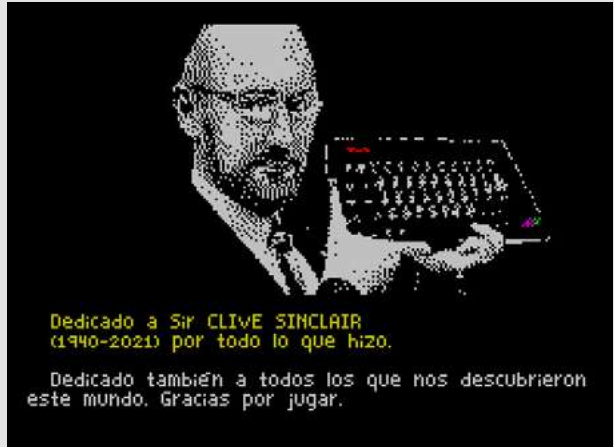 Dedicado a Sir CLIVE SINCLAIR
(1940-2021) por todo lo que hizo.
Dedicado también a todos los que nos descubrieron
este mundo. Gracias por jugar.